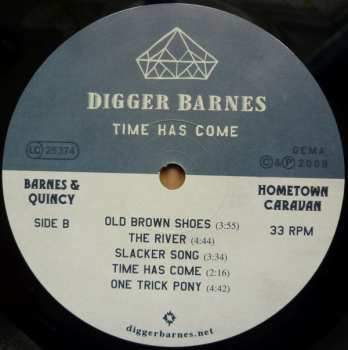 DIGGER BARNES
TIME HAS COME
LC 25374
GEMA
© & ℗ 2009
BARNES &
QUINCY
HOMETOWN
CARAVAN
SIDE B
33 RPM
OLD BROWN SHOES (3:55)
THE RIVER (4:44)
SLACKER SONG (3:34)
TIME HAS COME (2:16)
ONE TRICK PONY (4:42)
diggerbarnes.net